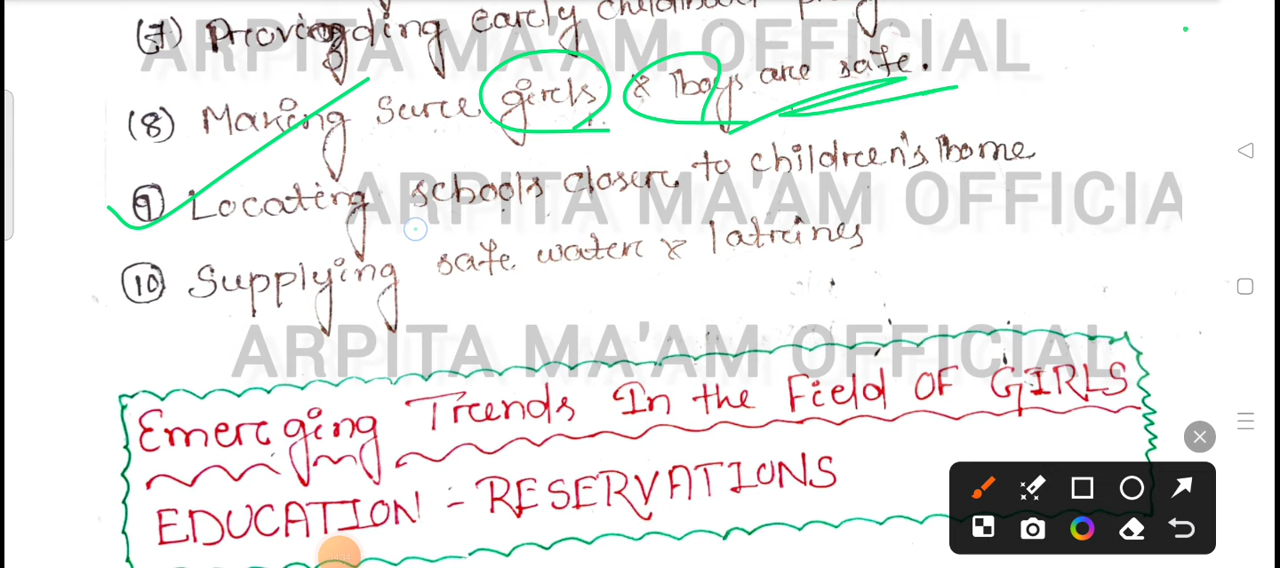 (7) Providing Early childhood
ARPITA MA'AM OFFICIAL
(8) Making Sure girls & boys are safe.
(9) Locating schools closer to children's home
ARPITA MA'AM OFFICIA
(10) Supplying safe water & latrines
ARPITA MA'AM OFFICIAL
Emerging Trends In the Field OF GIRLS
EDUCATION - RESERVATIONS